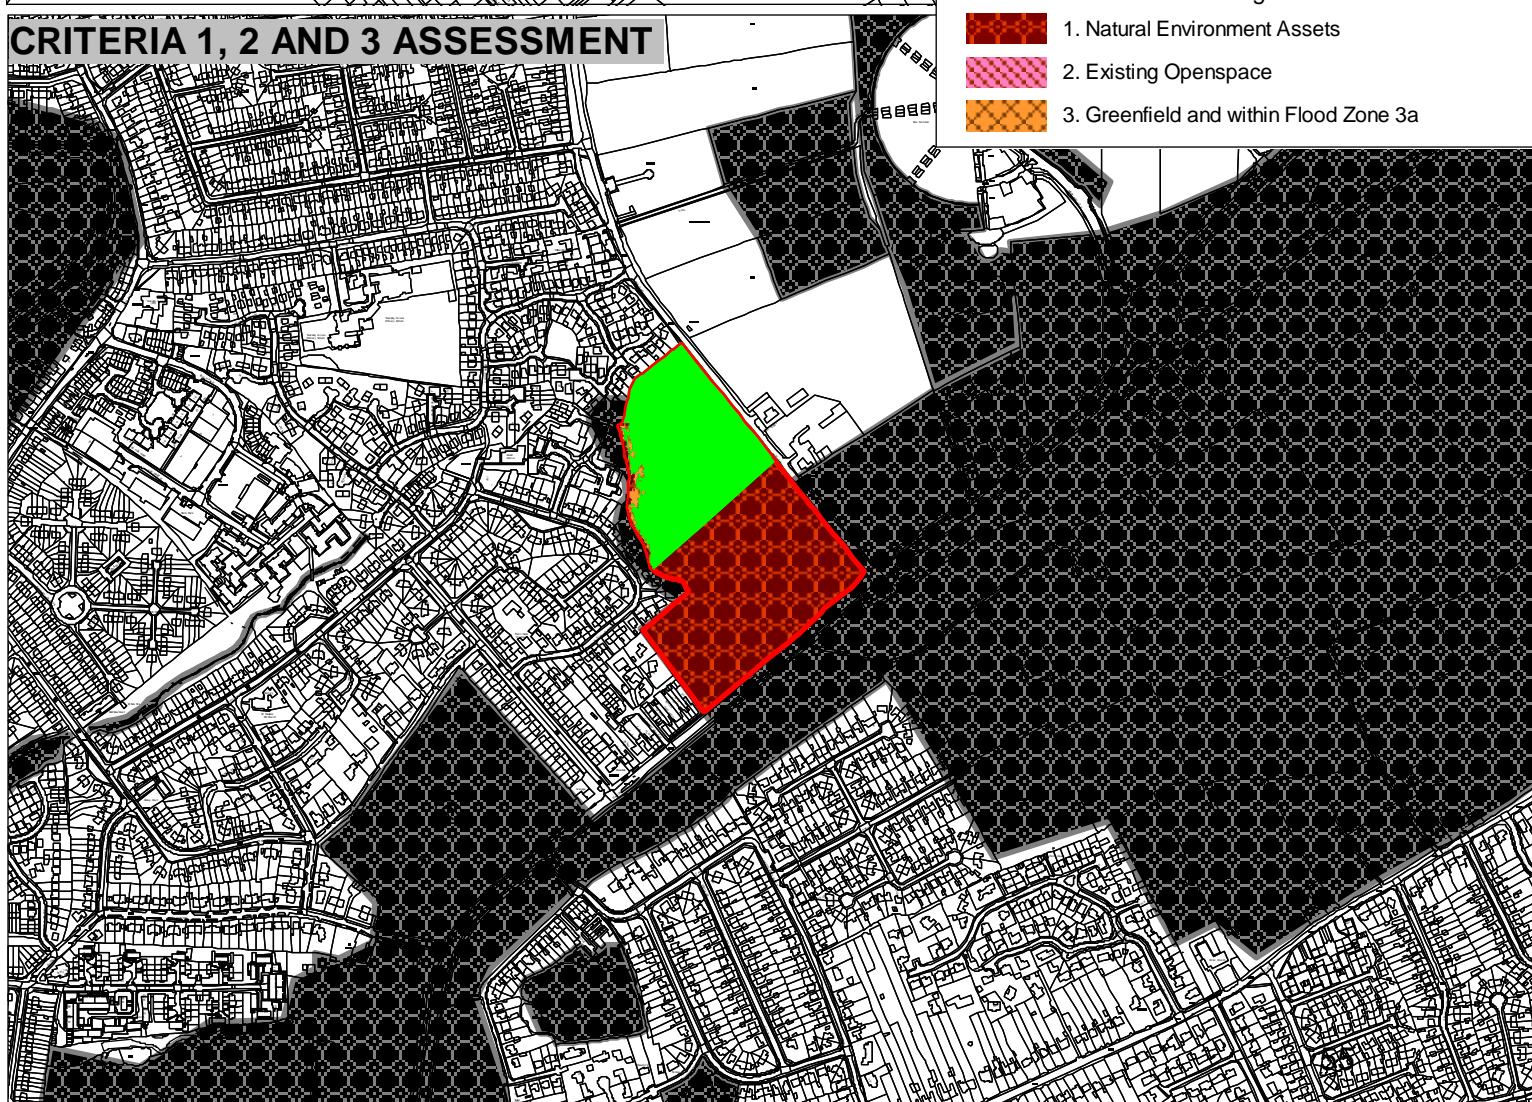 CRITERIA 1, 2 AND 3 ASSESSMENT
1. Natural Environment Assets
2. Existing Openspace
3. Greenfield and within Flood Zone 3a